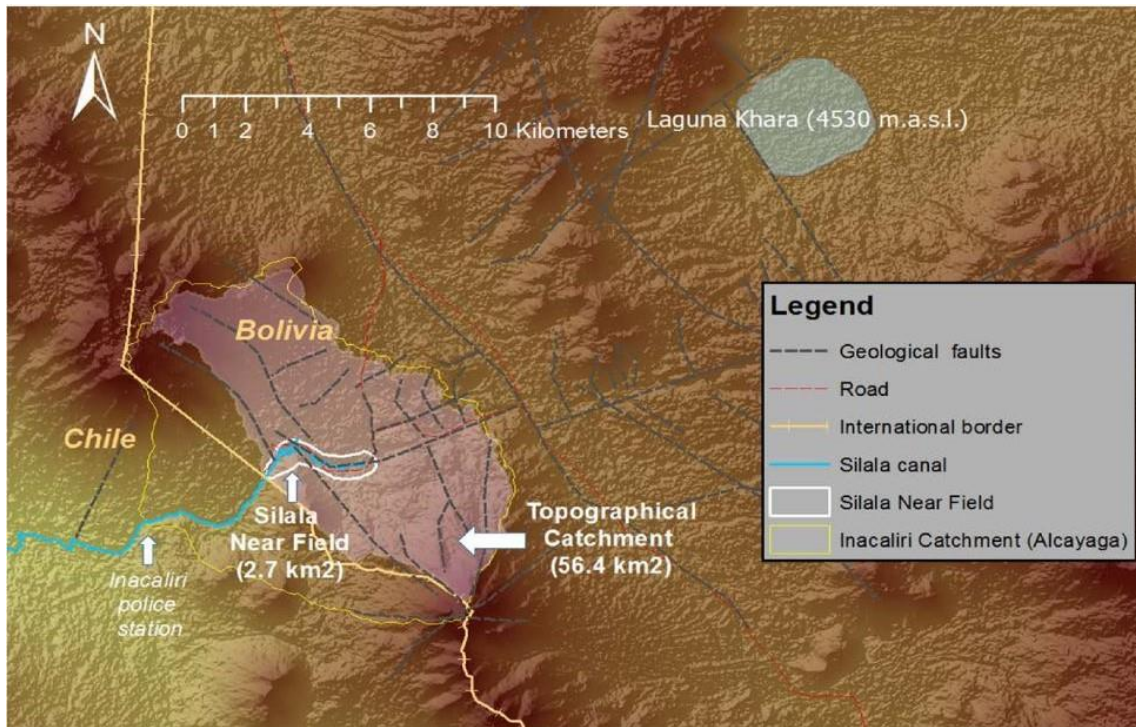 N
0 1 2 4 6 8 10 Kilometers
Laguna Khara (4530 m.a.s.l.)
Bolivia
Chile
Silala
Near Field
(2.7 km2)
Topographical
Catchment
(56.4 km2)
Inacaliri
police
station
Legend
Geological faults
Road
International border
Silala canal
Silala Near Field
Inacaliri Catchment (Alcayaga)